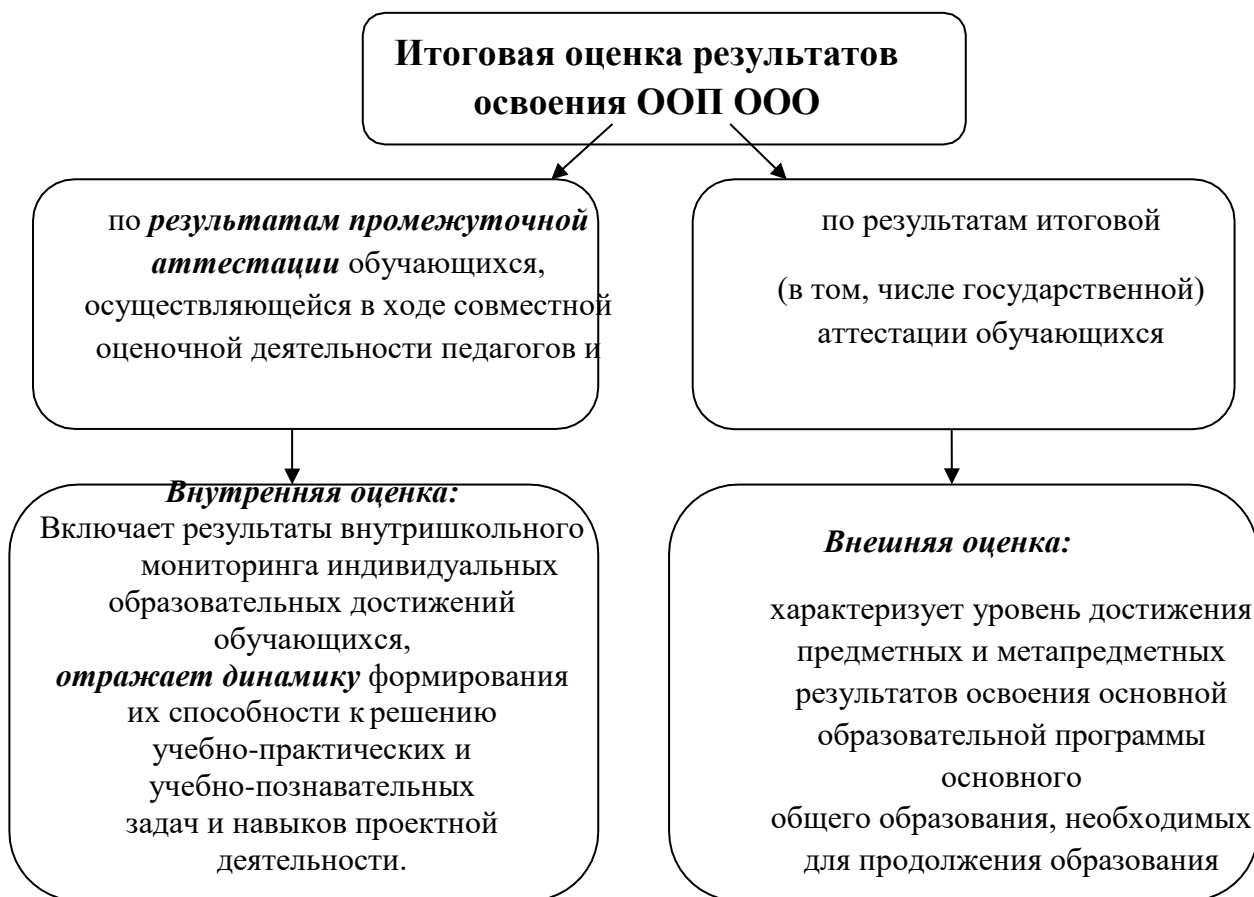 Итоговая оценка результатов
освоения ООП ООО
по результатам промежуточной
аттестации обучающихся,
осуществляющейся в ходе совместной
оценочной деятельности педагогов и
по результатам итоговой
(в том, числе государственной)
аттестации обучающихся
Внутренняя оценка:
Включает результаты внутришкольного
мониторинга индивидуальных
образовательных достижений
обучающихся,
отражает динамику формирования
их способности к решению
учебно-практических и
учебно-познавательных
задач и навыков проектной
деятельности.
Внешняя оценка:
характеризует уровень достижения
предметных и метапредметных
результатов освоения основной
образовательной программы
основного
общего образования, необходимых
для продолжения образования